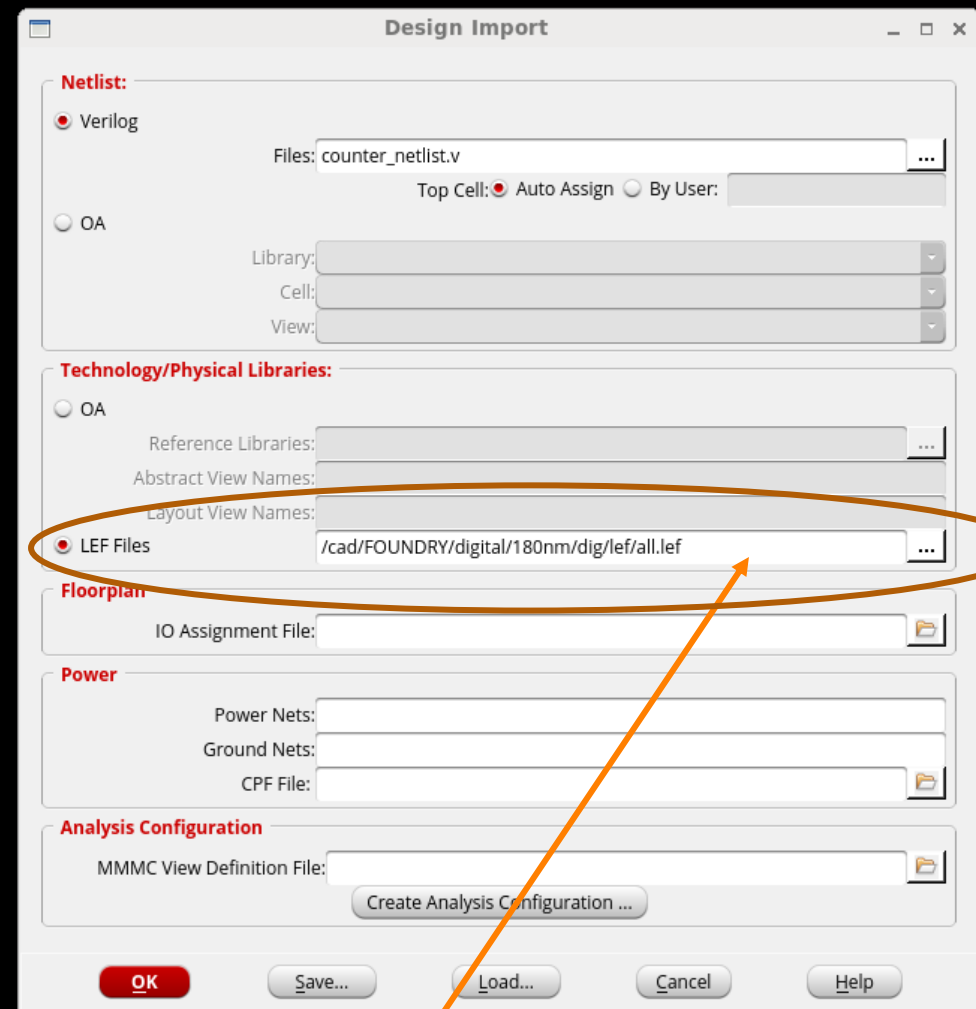 Design Import
Netlist:
Verilog
Files: counter_netlist.v ...
Top Cell: Auto Assign By User:
OA
Library:
Cell:
View:
Technology/Physical Libraries:
OA
Reference Libraries: ...
Abstract View Names:
Layout View Names:
LEF Files /cad/FOUNDRY/digital/180nm/dig/lef/all.lef ...
Floorplan
IO Assignment File:
Power
Power Nets:
Ground Nets:
CPF File:
Analysis Configuration
MMMC View Definition File:
Create Analysis Configuration ...
OK Save... Load... Cancel Help